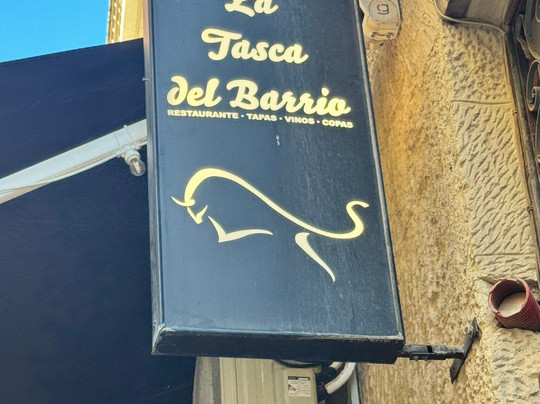 La
Tasca
del Barrio
RESTAURANTE · TAPAS · VINOS · COPAS